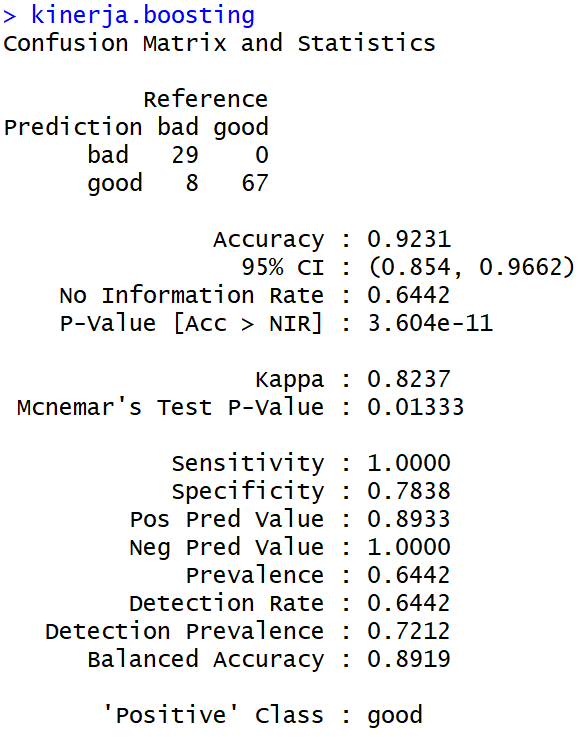 > kinerja.boosting
Confusion Matrix and Statistics
Reference
Prediction bad good
bad 29 0
good 8 67
Accuracy : 0.9231
95% CI : (0.854, 0.9662)
No Information Rate : 0.6442
P-Value [Acc > NIR] : 3.604e-11
Kappa : 0.8237
Mcnemar's Test P-Value : 0.01333
Sensitivity : 1.0000
Specificity : 0.7838
Pos Pred Value : 0.8933
Neg Pred Value : 1.0000
Prevalence : 0.6442
Detection Rate : 0.6442
Detection Prevalence : 0.7212
Balanced Accuracy : 0.8919
'Positive' Class : good